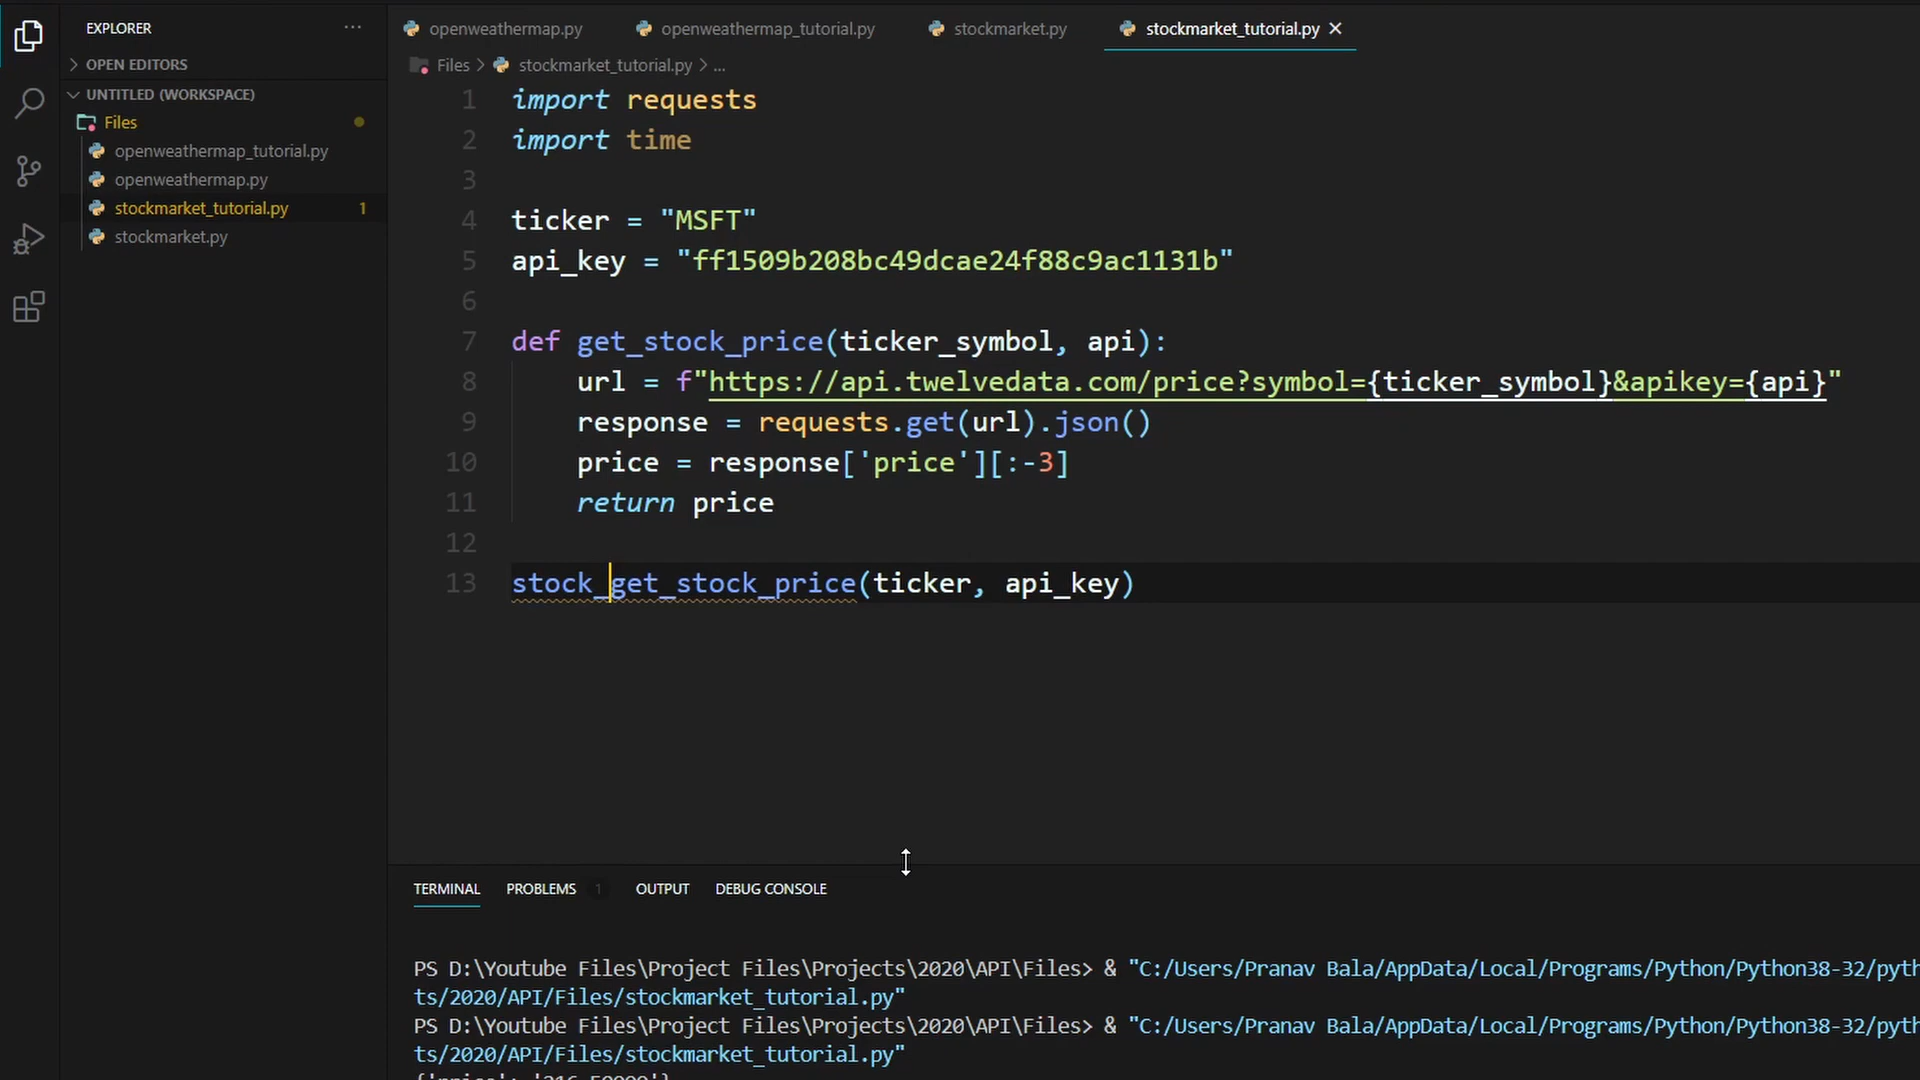 EXPLORER ...
OPEN EDITORS
UNTITLED (WORKSPACE)
Files
openweathermap_tutorial.py
openweathermap.py
stockmarket_tutorial.py 1
stockmarket.py
openweathermap.py openweathermap_tutorial.py stockmarket.py stockmarket_tutorial.py
Files > stockmarket_tutorial.py > ...
1 import requests
2 import time
3
4 ticker = "MSFT"
5 api_key = "ff1509b208bc49dcae24f88c9ac1131b"
6
7 def get_stock_price(ticker_symbol, api):
8 url = f"https://api.twelvedata.com/price?symbol={ticker_symbol}&apikey={api}"
9 response = requests.get(url).json()
10 price = response['price'][:-3]
11 return price
12
13 stock_get_stock_price(ticker, api_key)
TERMINAL PROBLEMS 1 OUTPUT DEBUG CONSOLE
PS D:\Youtube Files\Project Files\Projects\2020\API\Files> & "C:/Users/Pranav Bala/AppData/Local/Programs/Python/Python38-32/pyth
ts/2020/API/Files/stockmarket_tutorial.py"
PS D:\Youtube Files\Project Files\Projects\2020\API\Files> & "C:/Users/Pranav Bala/AppData/Local/Programs/Python/Python38-32/pyth
ts/2020/API/Files/stockmarket_tutorial.py"